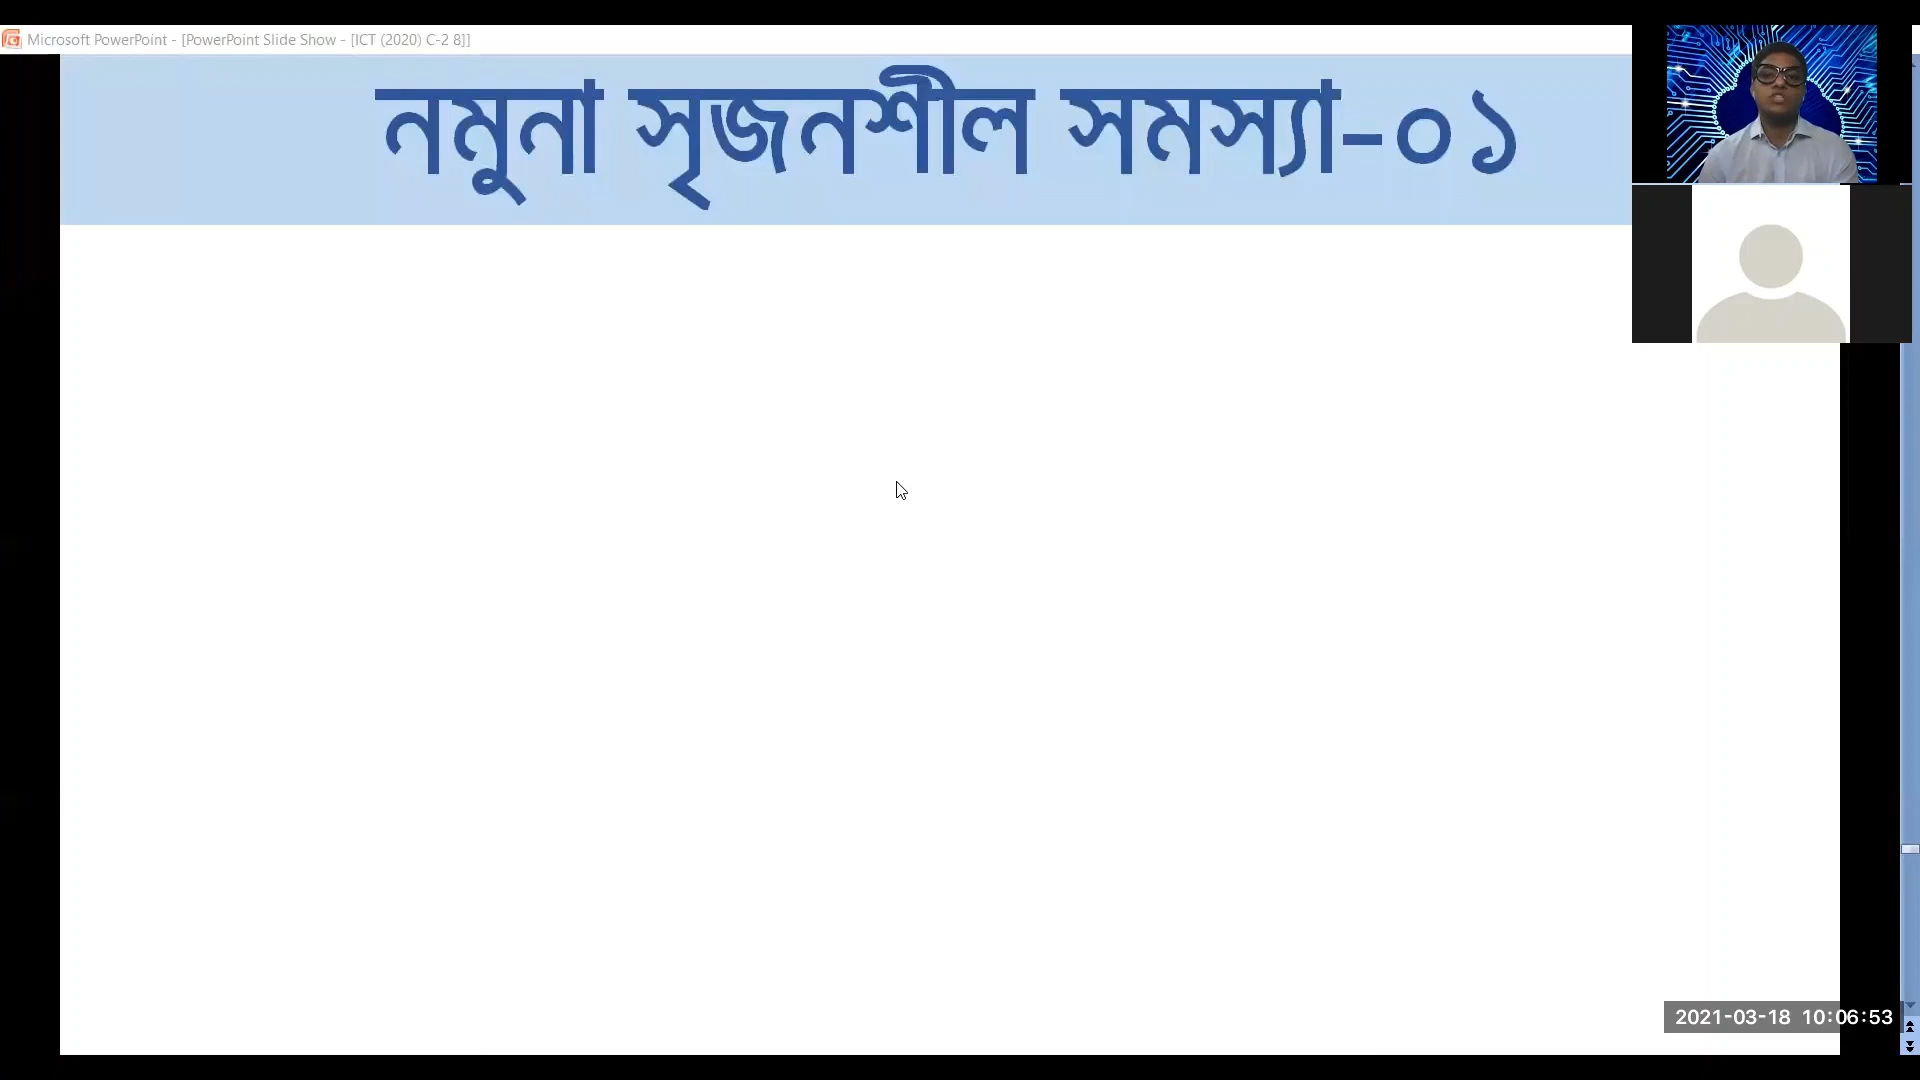 Microsoft PowerPoint - [PowerPoint Slide Show - [ICT (2020) C-2 8]]
নমুনা সৃজনশীল সমস্যা-০১
2021-03-18 10:06:53